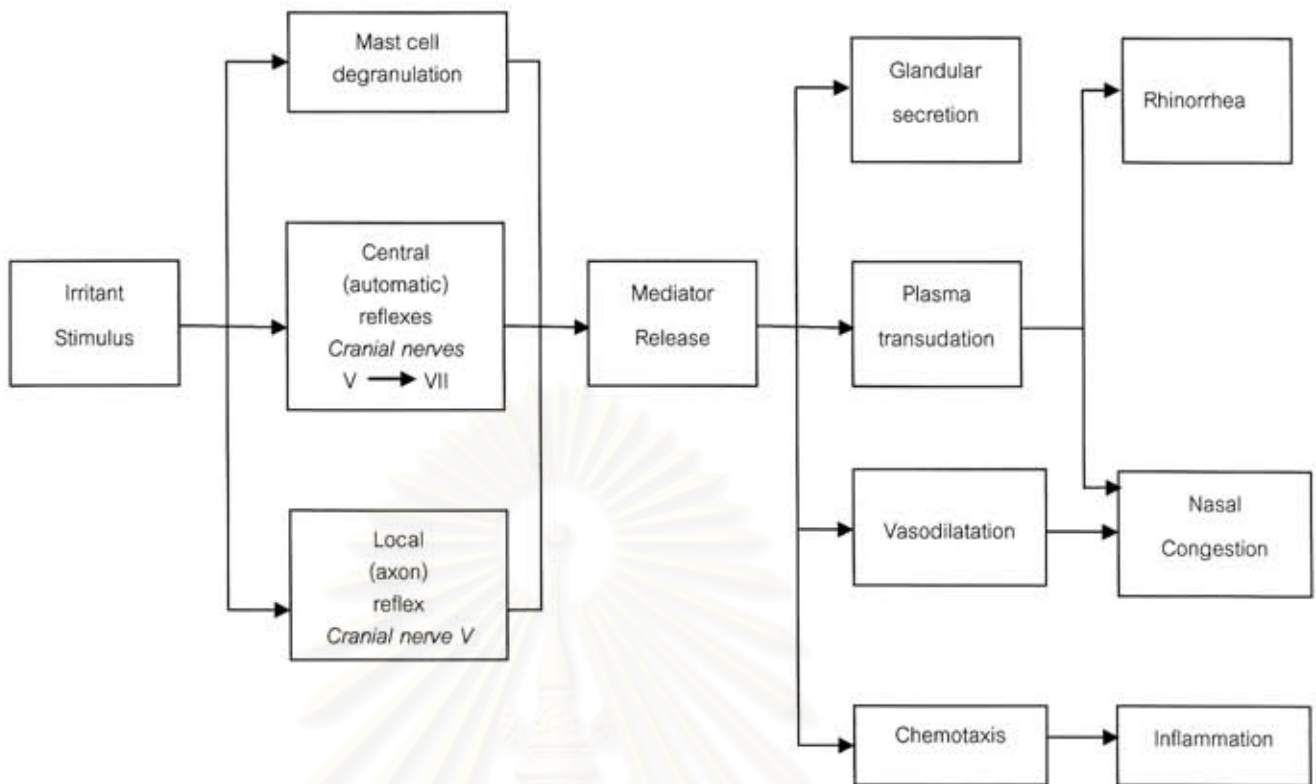 Irritant
Stimulus
Mast cell
degranulation
Central
(automatic)
reflexes
Cranial nerves
V → VII
Local
(axon)
reflex
Cranial nerve V
Mediator
Release
Glandular
secretion
Plasma
transudation
Vasodilatation
Chemotaxis
Rhinorrhea
Nasal
Congestion
Inflammation